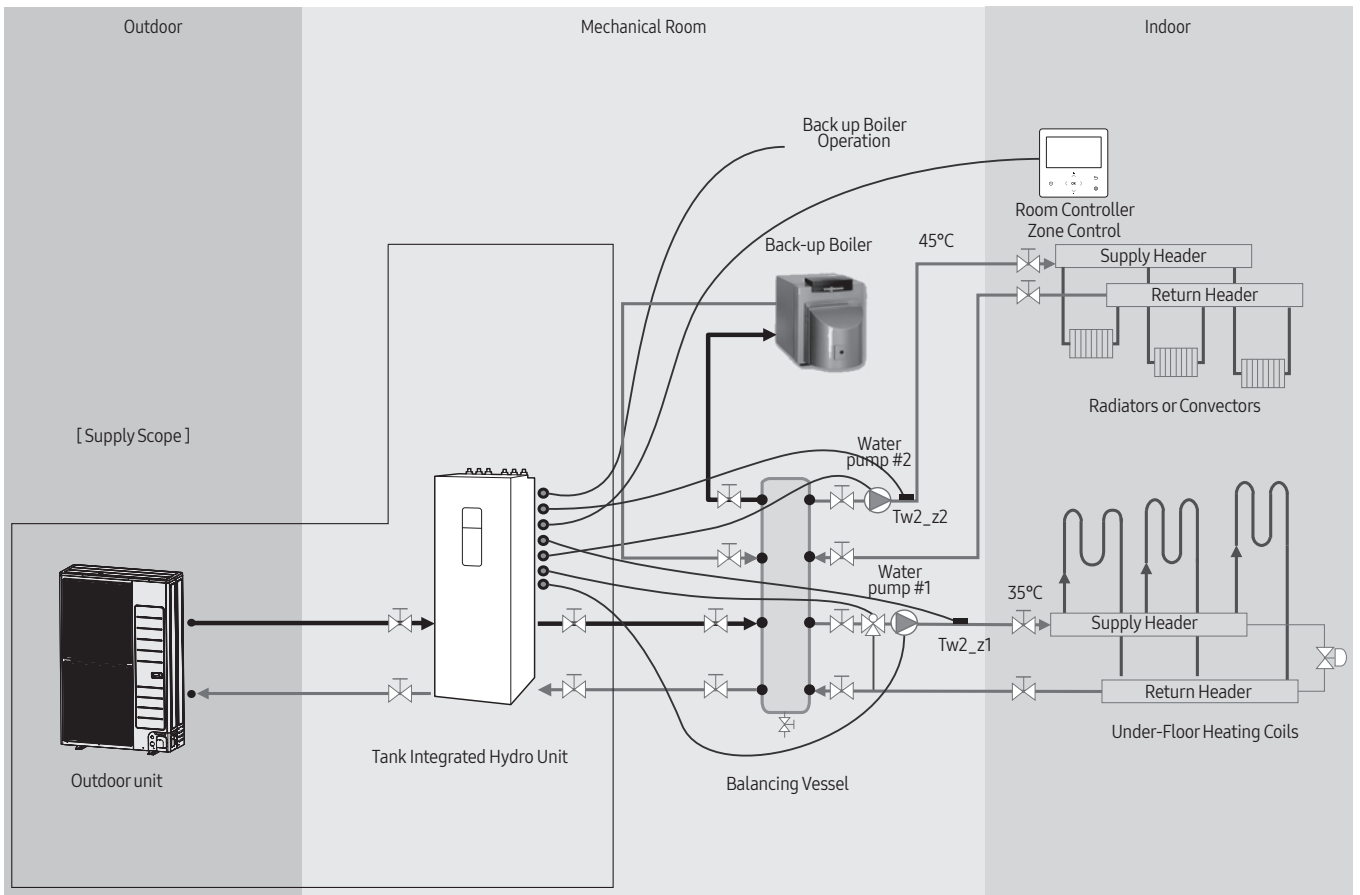 Outdoor
Mechanical Room
Indoor
Back up Boiler
Operation
Room Controller
Zone Control
Back-up Boiler
45°C
Supply Header
Return Header
Radiators or Convectors
[ Supply Scope ]
Water
pump #2
Tw2_z2
Water
pump #1
35°C
Supply Header
Tw2_z1
Return Header
Under-Floor Heating Coils
Tank Integrated Hydro Unit
Outdoor unit
Balancing Vessel
OK